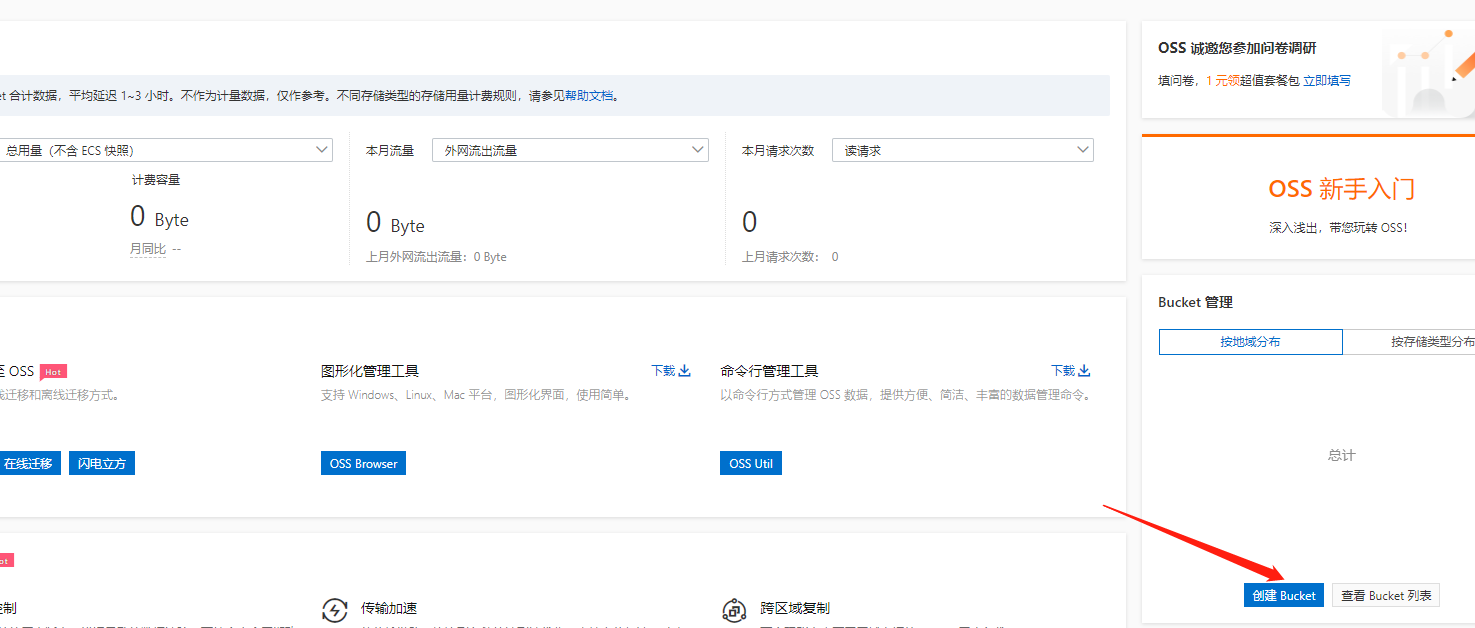 OSS 诚邀您参加问卷调研
填问卷，1 元领超值套餐包 立即填写
et 合计数据，平均延迟 1~3 小时。不作为计量数据，仅作参考。不同存储类型的存储用量计费规则，请参见帮助文档。
总用量（不含 ECS 快照）
本月流量
外网流出流量
本月请求次数
读请求
计费容量
0 Byte
月同比 --
0 Byte
上月外网流出流量：0 Byte
0
上月请求次数： 0
OSS 新手入门
深入浅出，带您玩转 OSS!
Bucket 管理
按地域分布
按存储类型分布
总计
创建 Bucket
查看 Bucket 列表
至 OSS Hot
线迁移和离线迁移方式。
在线迁移
闪电立方
图形化管理工具
下载
支持 Windows、Linux、Mac 平台，图形化界面，使用简单。
OSS Browser
命令行管理工具
下载
以命令行方式管理 OSS 数据，提供方便、简洁、丰富的数据管理命令。
OSS Util
ot
控制
传输加速
跨区域复制